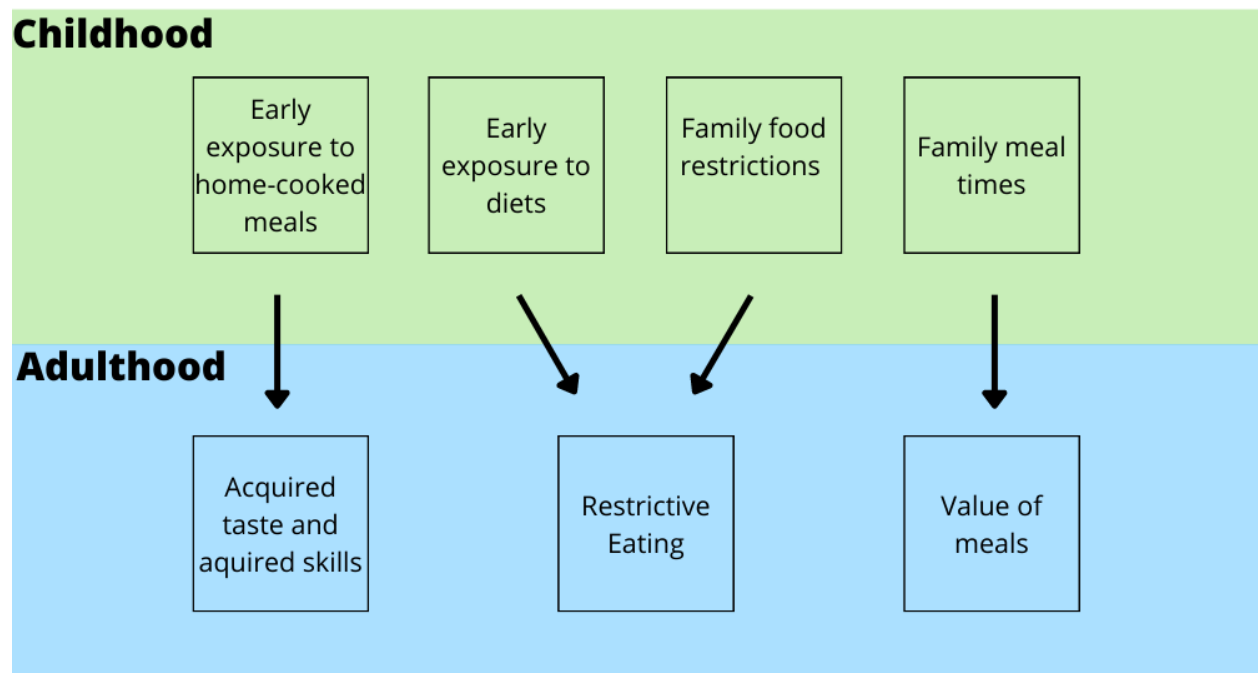 Childhood
Early
exposure to
home-cooked
meals
Early
exposure to
diets
Family food
restrictions
Family meal
times
Adulthood
Acquired
taste and
aquired skills
Restrictive
Eating
Value of
meals